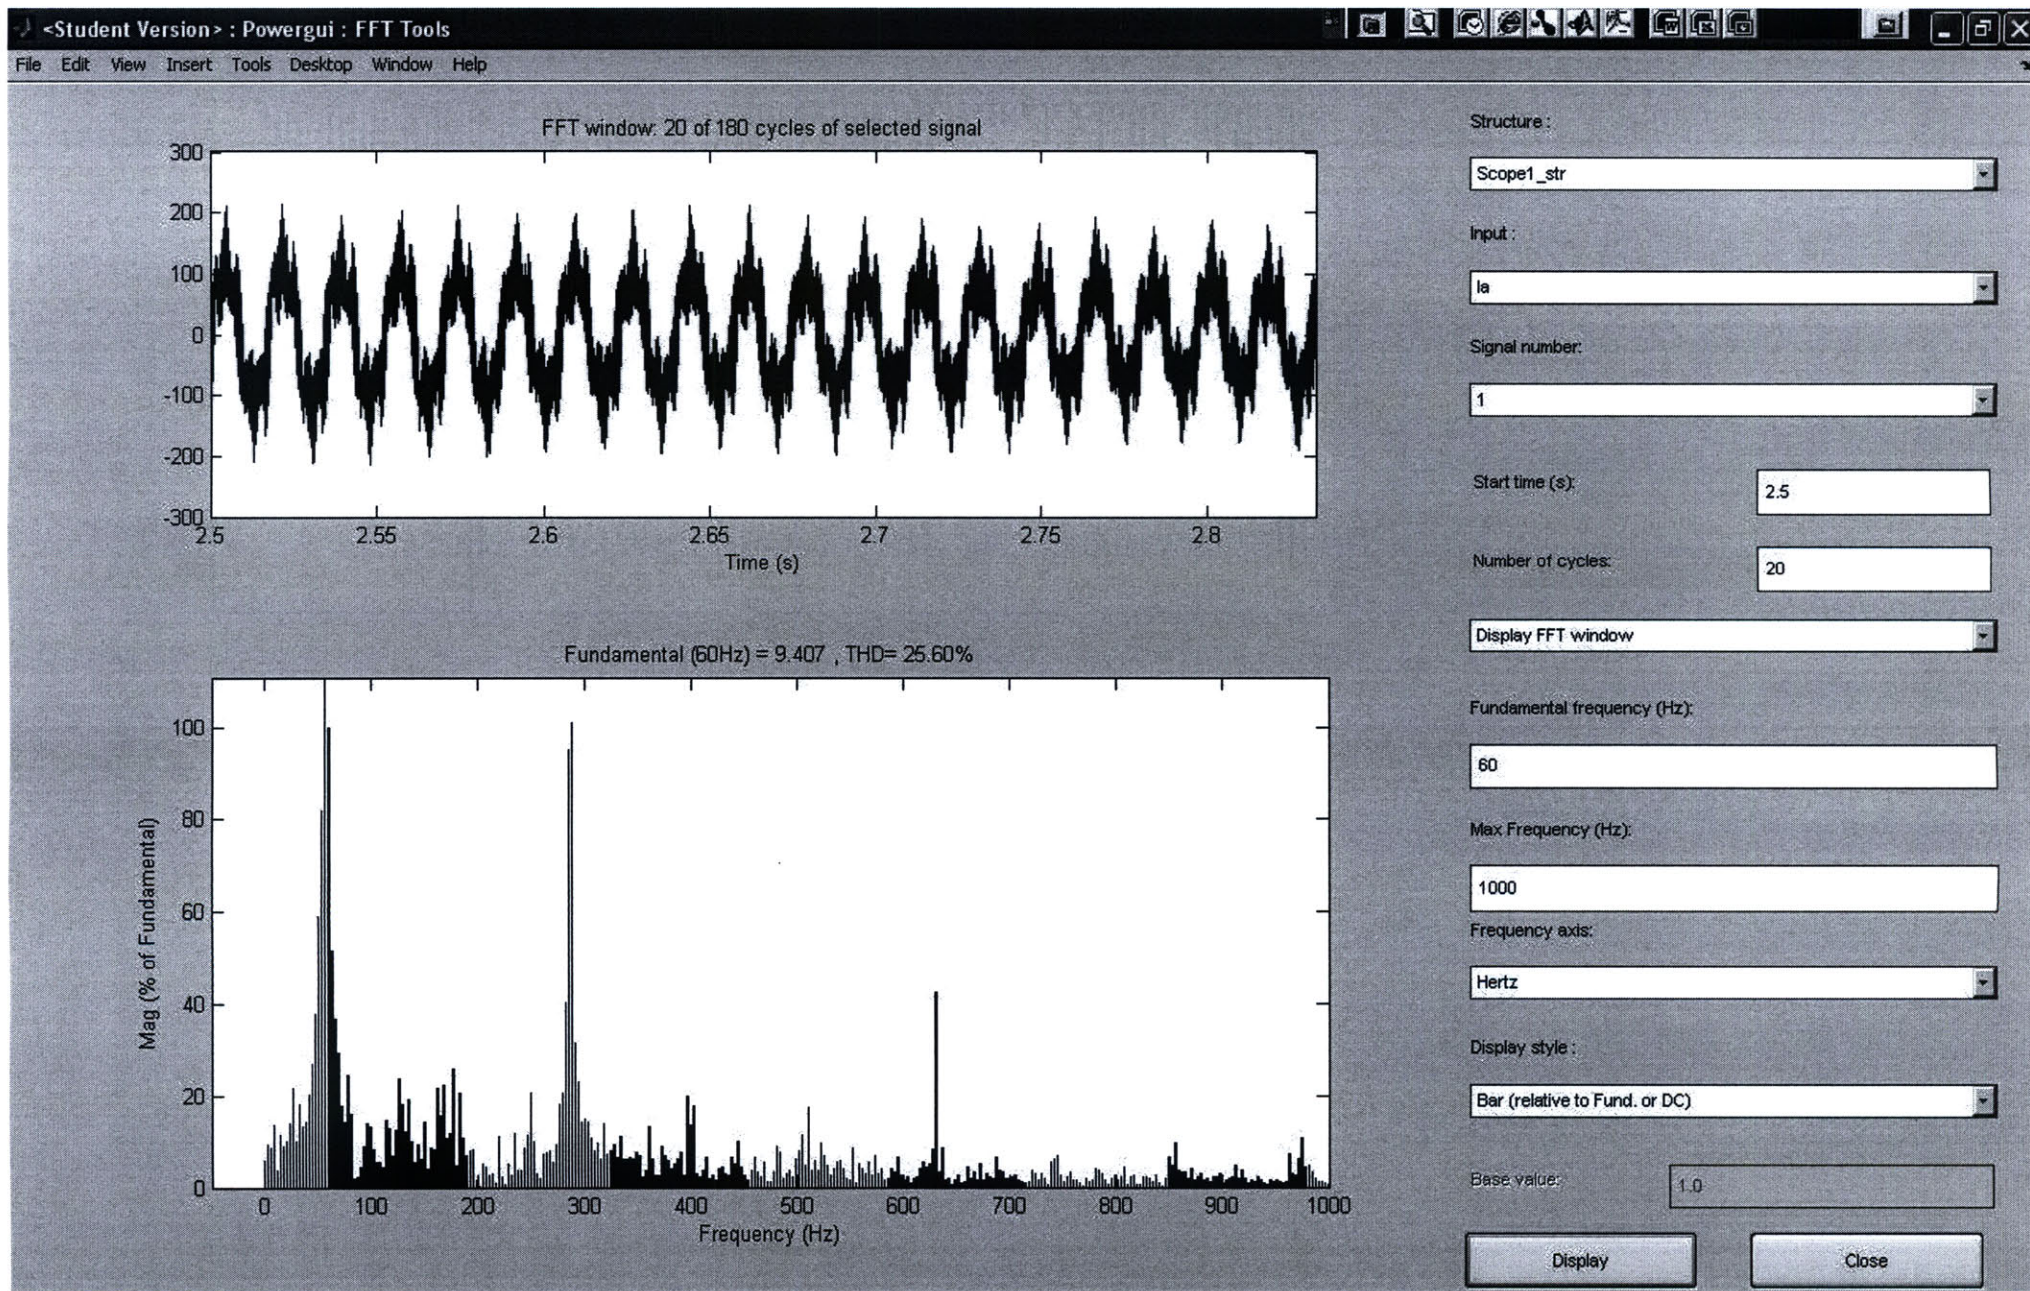 <Student Version> : Powergui : FFT Tools
File Edit View Insert Tools Desktop Window Help
FFT window: 20 of 180 cycles of selected signal
300
200
100
0
-100
-200
-300
2.5 2.55 2.6 2.65 2.7 2.75 2.8
Time (s)
Fundamental (60Hz) = 9.407 , THD= 25.60%
Mag (% of Fundamental)
100
80
60
40
20
0
0 100 200 300 400 500 600 700 800 900 1000
Frequency (Hz)
Structure :
Scope1_str
Input :
Ia
Signal number:
1
Start time (s):
2.5
Number of cycles:
20
Display FFT window
Fundamental frequency (Hz):
60
Max Frequency (Hz):
1000
Frequency axis:
Hertz
Display style :
Bar (relative to Fund. or DC)
Base value:
1.0
Display
Close